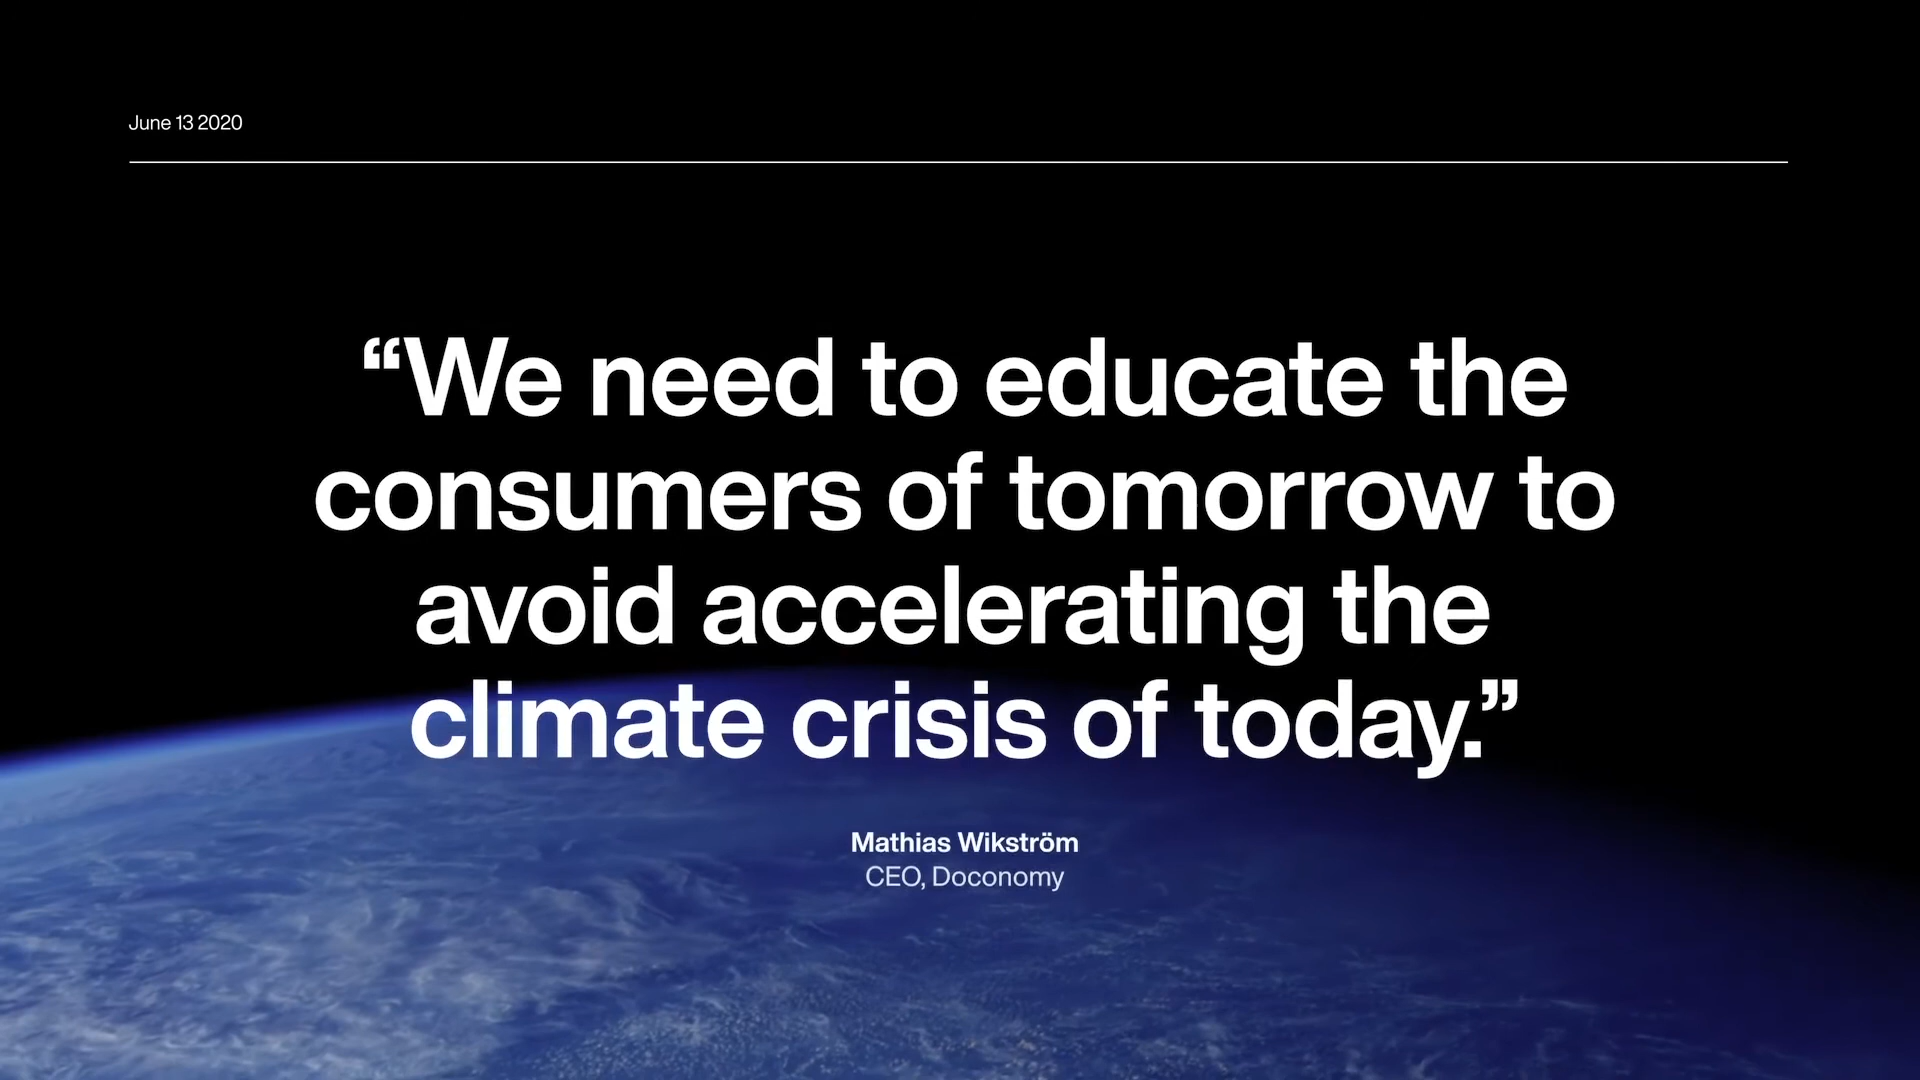 June 13 2020
“We need to educate the
consumers of tomorrow to
avoid accelerating the
climate crisis of today.”
Mathias Wikström
CEO, Doconomy